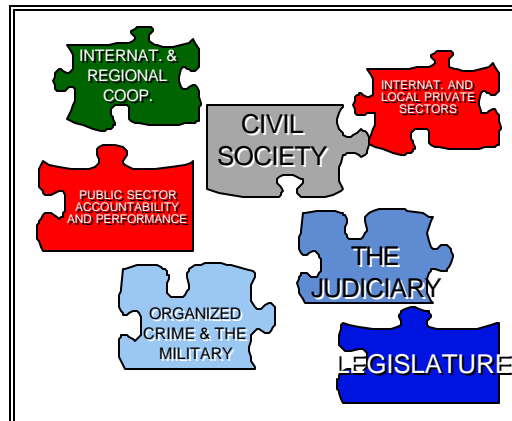 INTERNAT. &
REGIONAL
COOP.
INTERNAT. AND
LOCAL PRIVATE
SECTORS
CIVIL
SOCIETY
PUBLIC SECTOR
ACCOUNTABILITY
AND PERFORMANCE
THE
JUDICIARY
ORGANIZED
CRIME & THE
MILITARY
LEGISLATURE